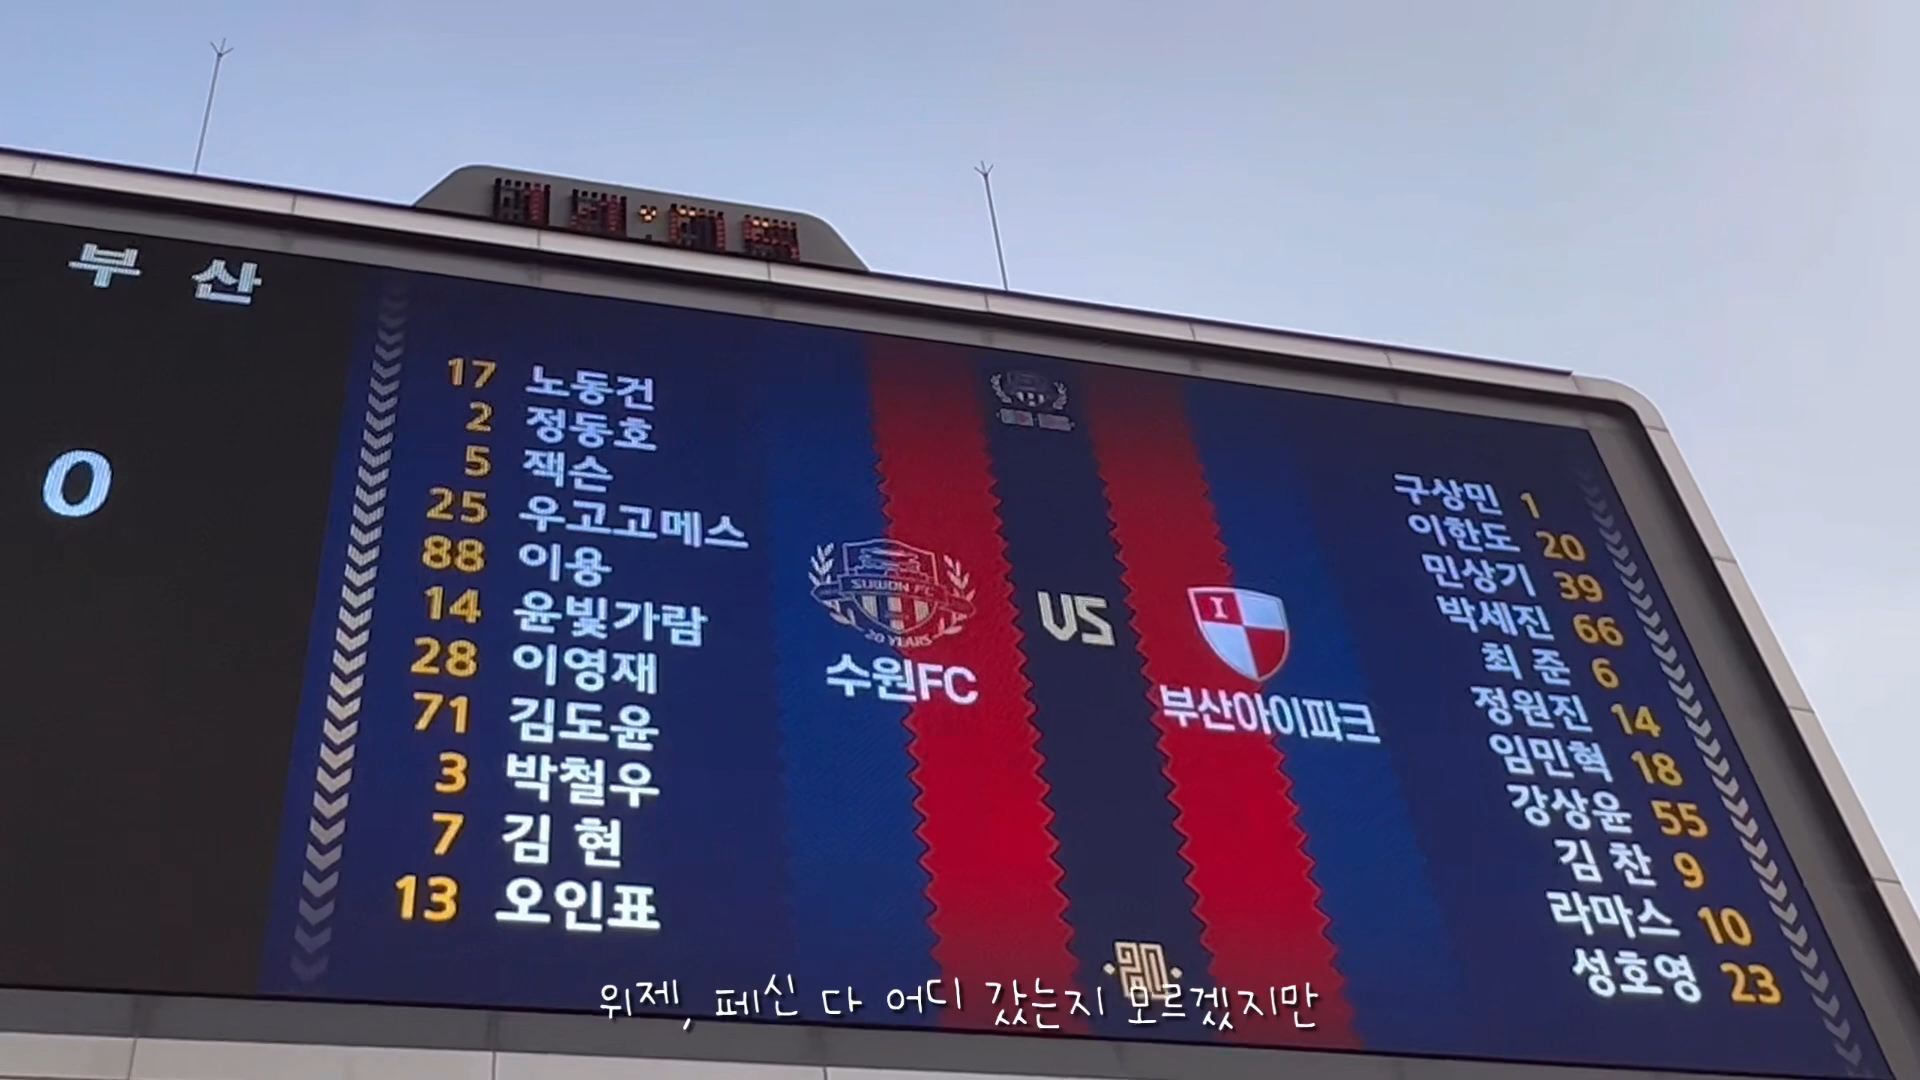 부 산
0
17 노동건
2 정동호
5 잭슨
25 우고고메스
88 이용
14 윤빛가람
28 이영재
71 김도윤
3 박철우
7 김 현
13 오인표
SUWON FC
20 YEARS
수원FC
VS
I
부산아이파크
구상민 1
이한도 20
민상기 39
박세진 66
최 준 6
정원진 14
임민혁 18
강상윤 55
김 찬 9
라마스 10
성호영 23
20
위젝, 페신 다 어디 갔는지 모르겠지만